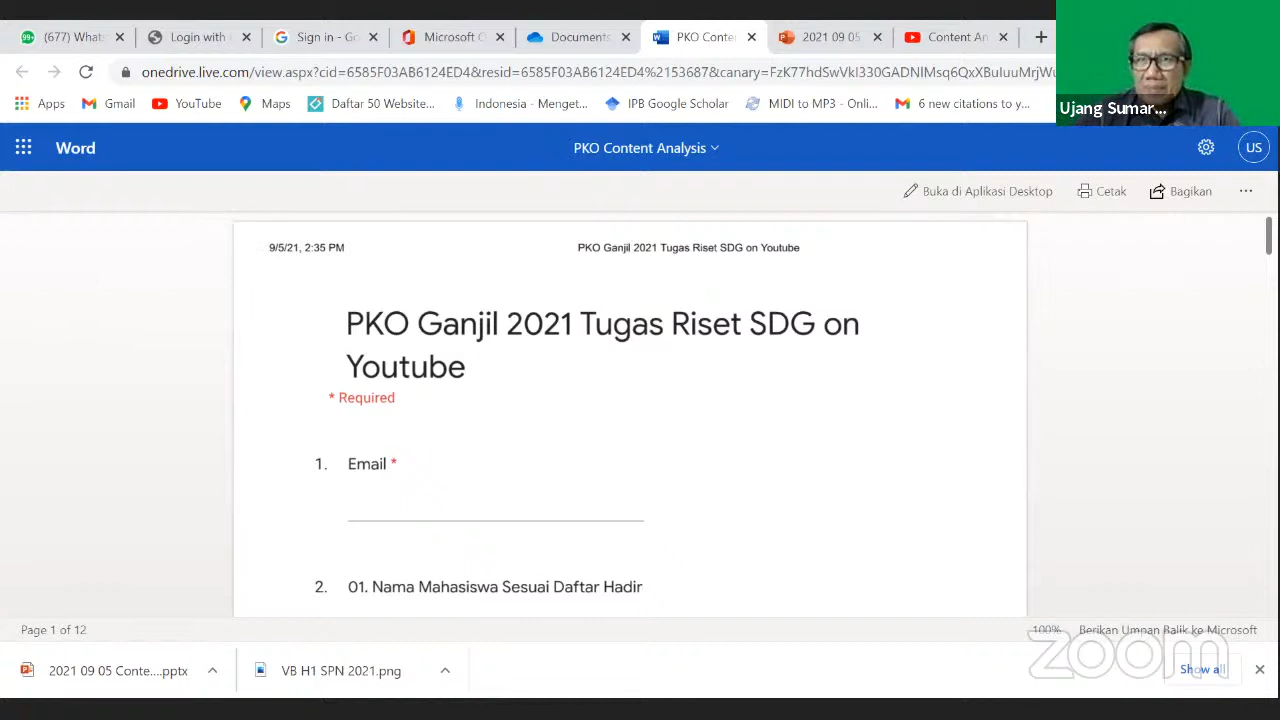 (677) What
Login with
Sign in - Go
Microsoft O
Documents
PKO Conte
2021 09 05
Content An
onedrive.live.com/view.aspx?cid=6585F03AB6124ED4&resid=6585F03AB6124ED4%2153687&canary=
Apps
Gmail
YouTube
Maps
Daftar 50 Website...
Indonesia - Menget...
IPB Google Scholar
MIDI to MP3 - Onli...
6 new citations to y...
Ujang Sumar...
Word
PKO Content Analysis
US
Buka di Aplikasi Desktop
Cetak
Bagikan
9/5/21, 2:35 PM
PKO Ganjil 2021 Tugas Riset SDG on Youtube
PKO Ganjil 2021 Tugas Riset SDG on
Youtube
* Required
1. Email *
2. 01. Nama Mahasiswa Sesuai Daftar Hadir
Page 1 of 12
100%
Berikan Umpan Balik ke Microsoft
zoom
2021 09 05 Conte....pptx
VB H1 SPN 2021.png
Show all